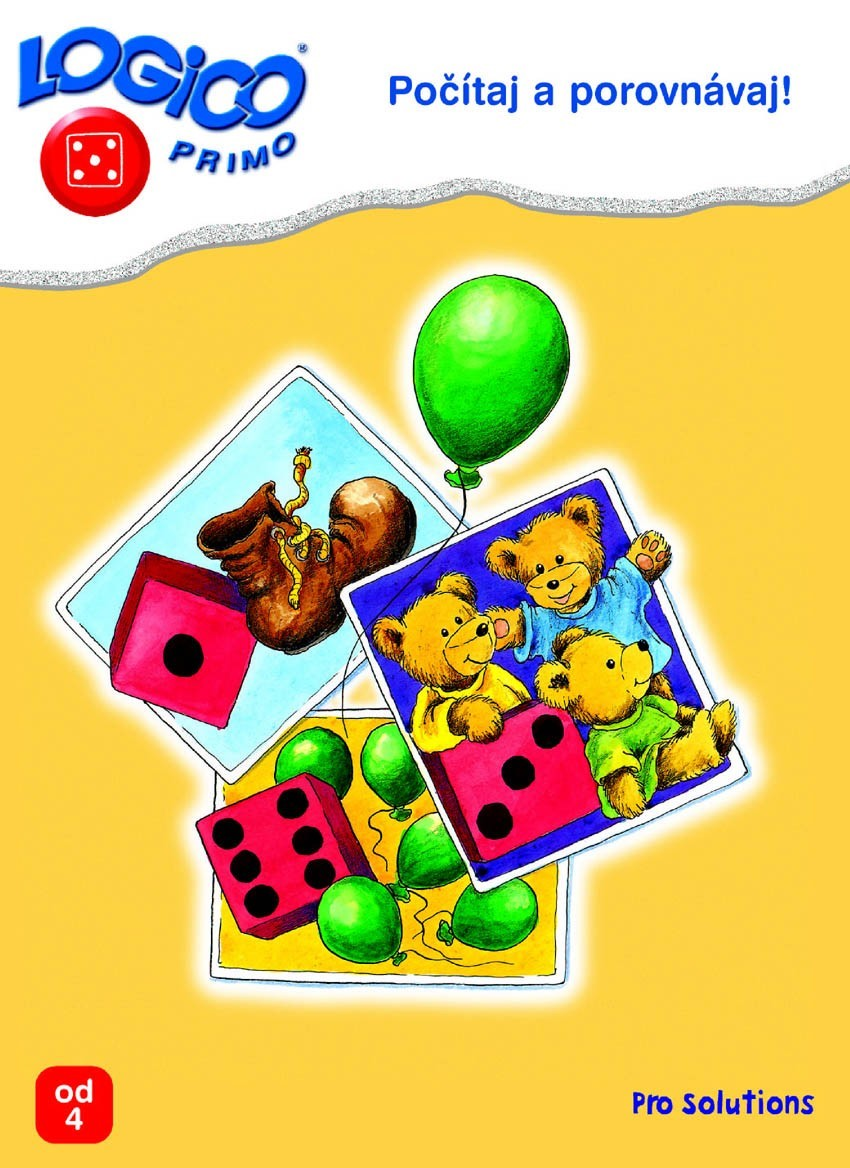 LOGICO®
PRIMO
Počítaj a porovnávaj!
od
4
Pro Solutions